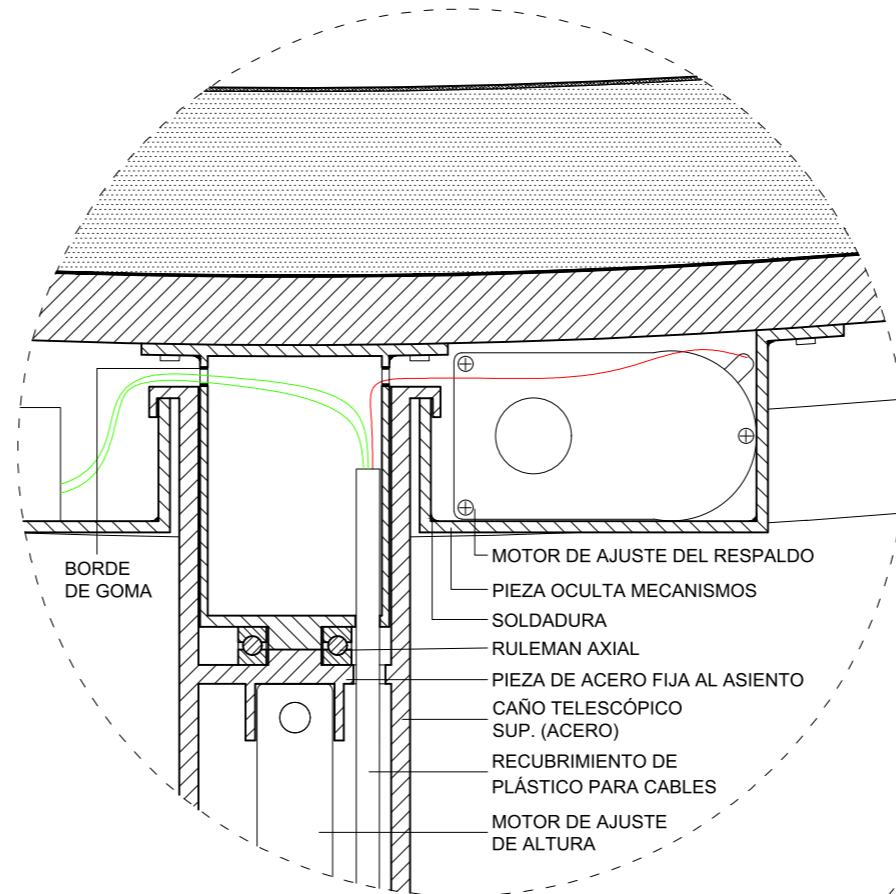 BORDE
DE GOMA
MOTOR DE AJUSTE DEL RESPALDO
PIEZA OCULTA MECANISMOS
SOLDADURA
RULEMAN AXIAL
PIEZA DE ACERO FIJA AL ASIENTO
CAÑO TELESCÓPICO
SUP. (ACERO)
RECUBRIMIENTO DE
PLÁSTICO PARA CABLES
MOTOR DE AJUSTE
DE ALTURA